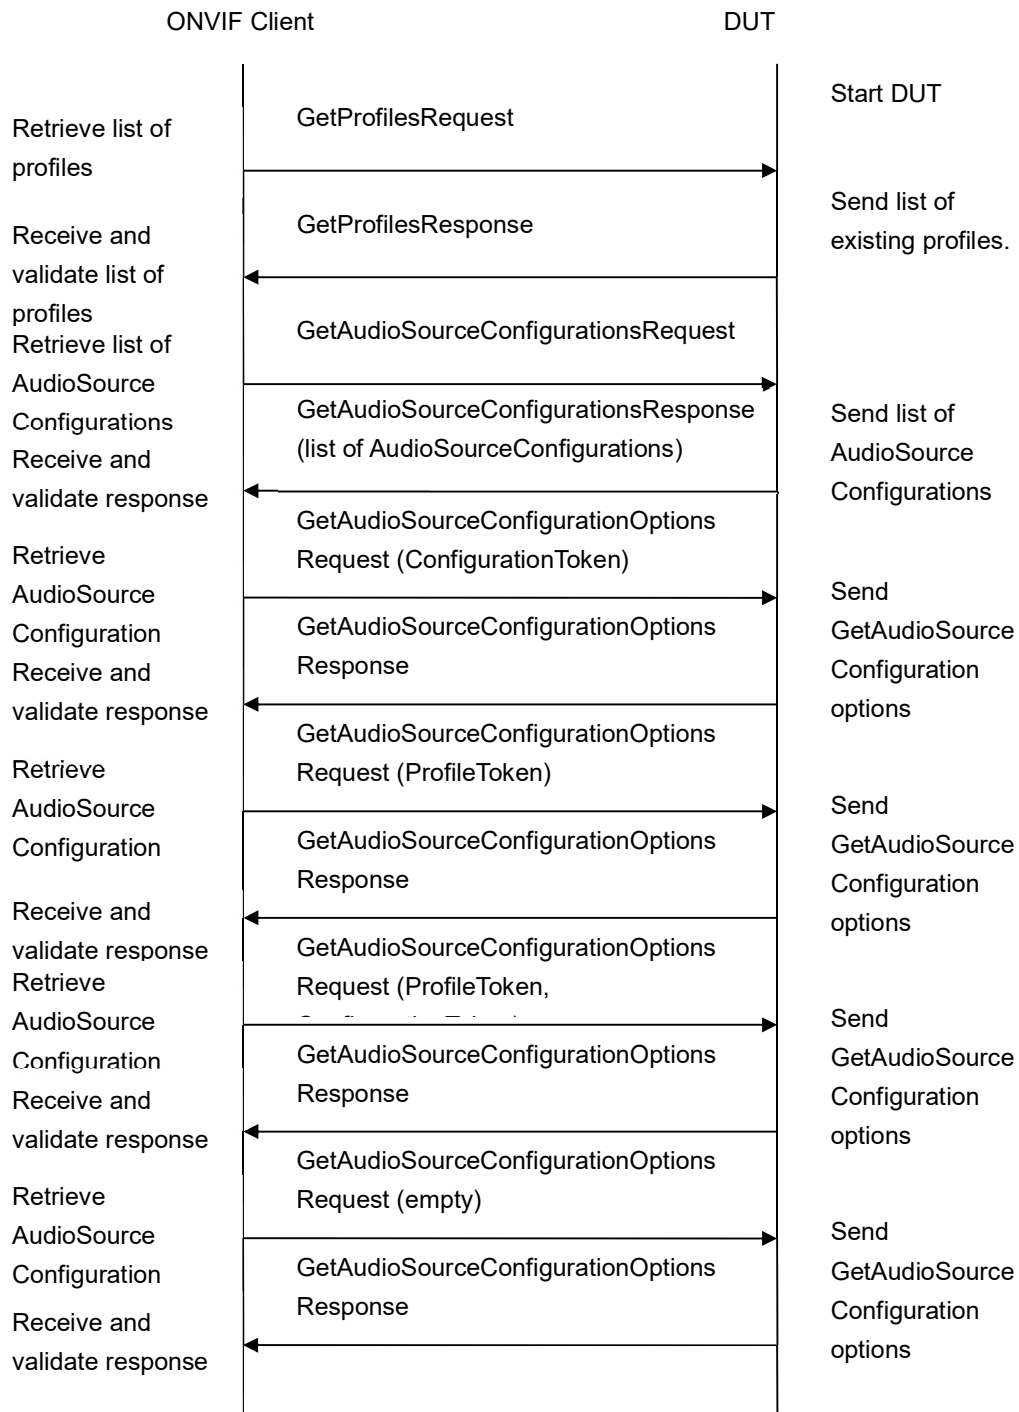 ONVIF Client
DUT
Start DUT
GetProfilesRequest
Retrieve list of
profiles
Send list of
existing profiles.
GetProfilesResponse
Receive and
validate list of
profiles
GetAudioSourceConfigurationsRequest
Retrieve list of
AudioSource
Configurations
GetAudioSourceConfigurationsResponse
(list of AudioSourceConfigurations)
Send list of
AudioSource
Configurations
Receive and
validate response
GetAudioSourceConfigurationOptions
Request (ConfigurationToken)
Retrieve
AudioSource
Configuration
Send
GetAudioSource
Configuration
options
GetAudioSourceConfigurationOptions
Response
Receive and
validate response
GetAudioSourceConfigurationOptions
Request (ProfileToken)
Retrieve
AudioSource
Configuration
Send
GetAudioSource
Configuration
options
GetAudioSourceConfigurationOptions
Response
Receive and
validate response
GetAudioSourceConfigurationOptions
Request (ProfileToken,
Retrieve
AudioSource
Configuration
Send
GetAudioSource
Configuration
options
GetAudioSourceConfigurationOptions
Response
Receive and
validate response
GetAudioSourceConfigurationOptions
Request (empty)
Retrieve
AudioSource
Configuration
Send
GetAudioSource
Configuration
options
GetAudioSourceConfigurationOptions
Response
Receive and
validate response